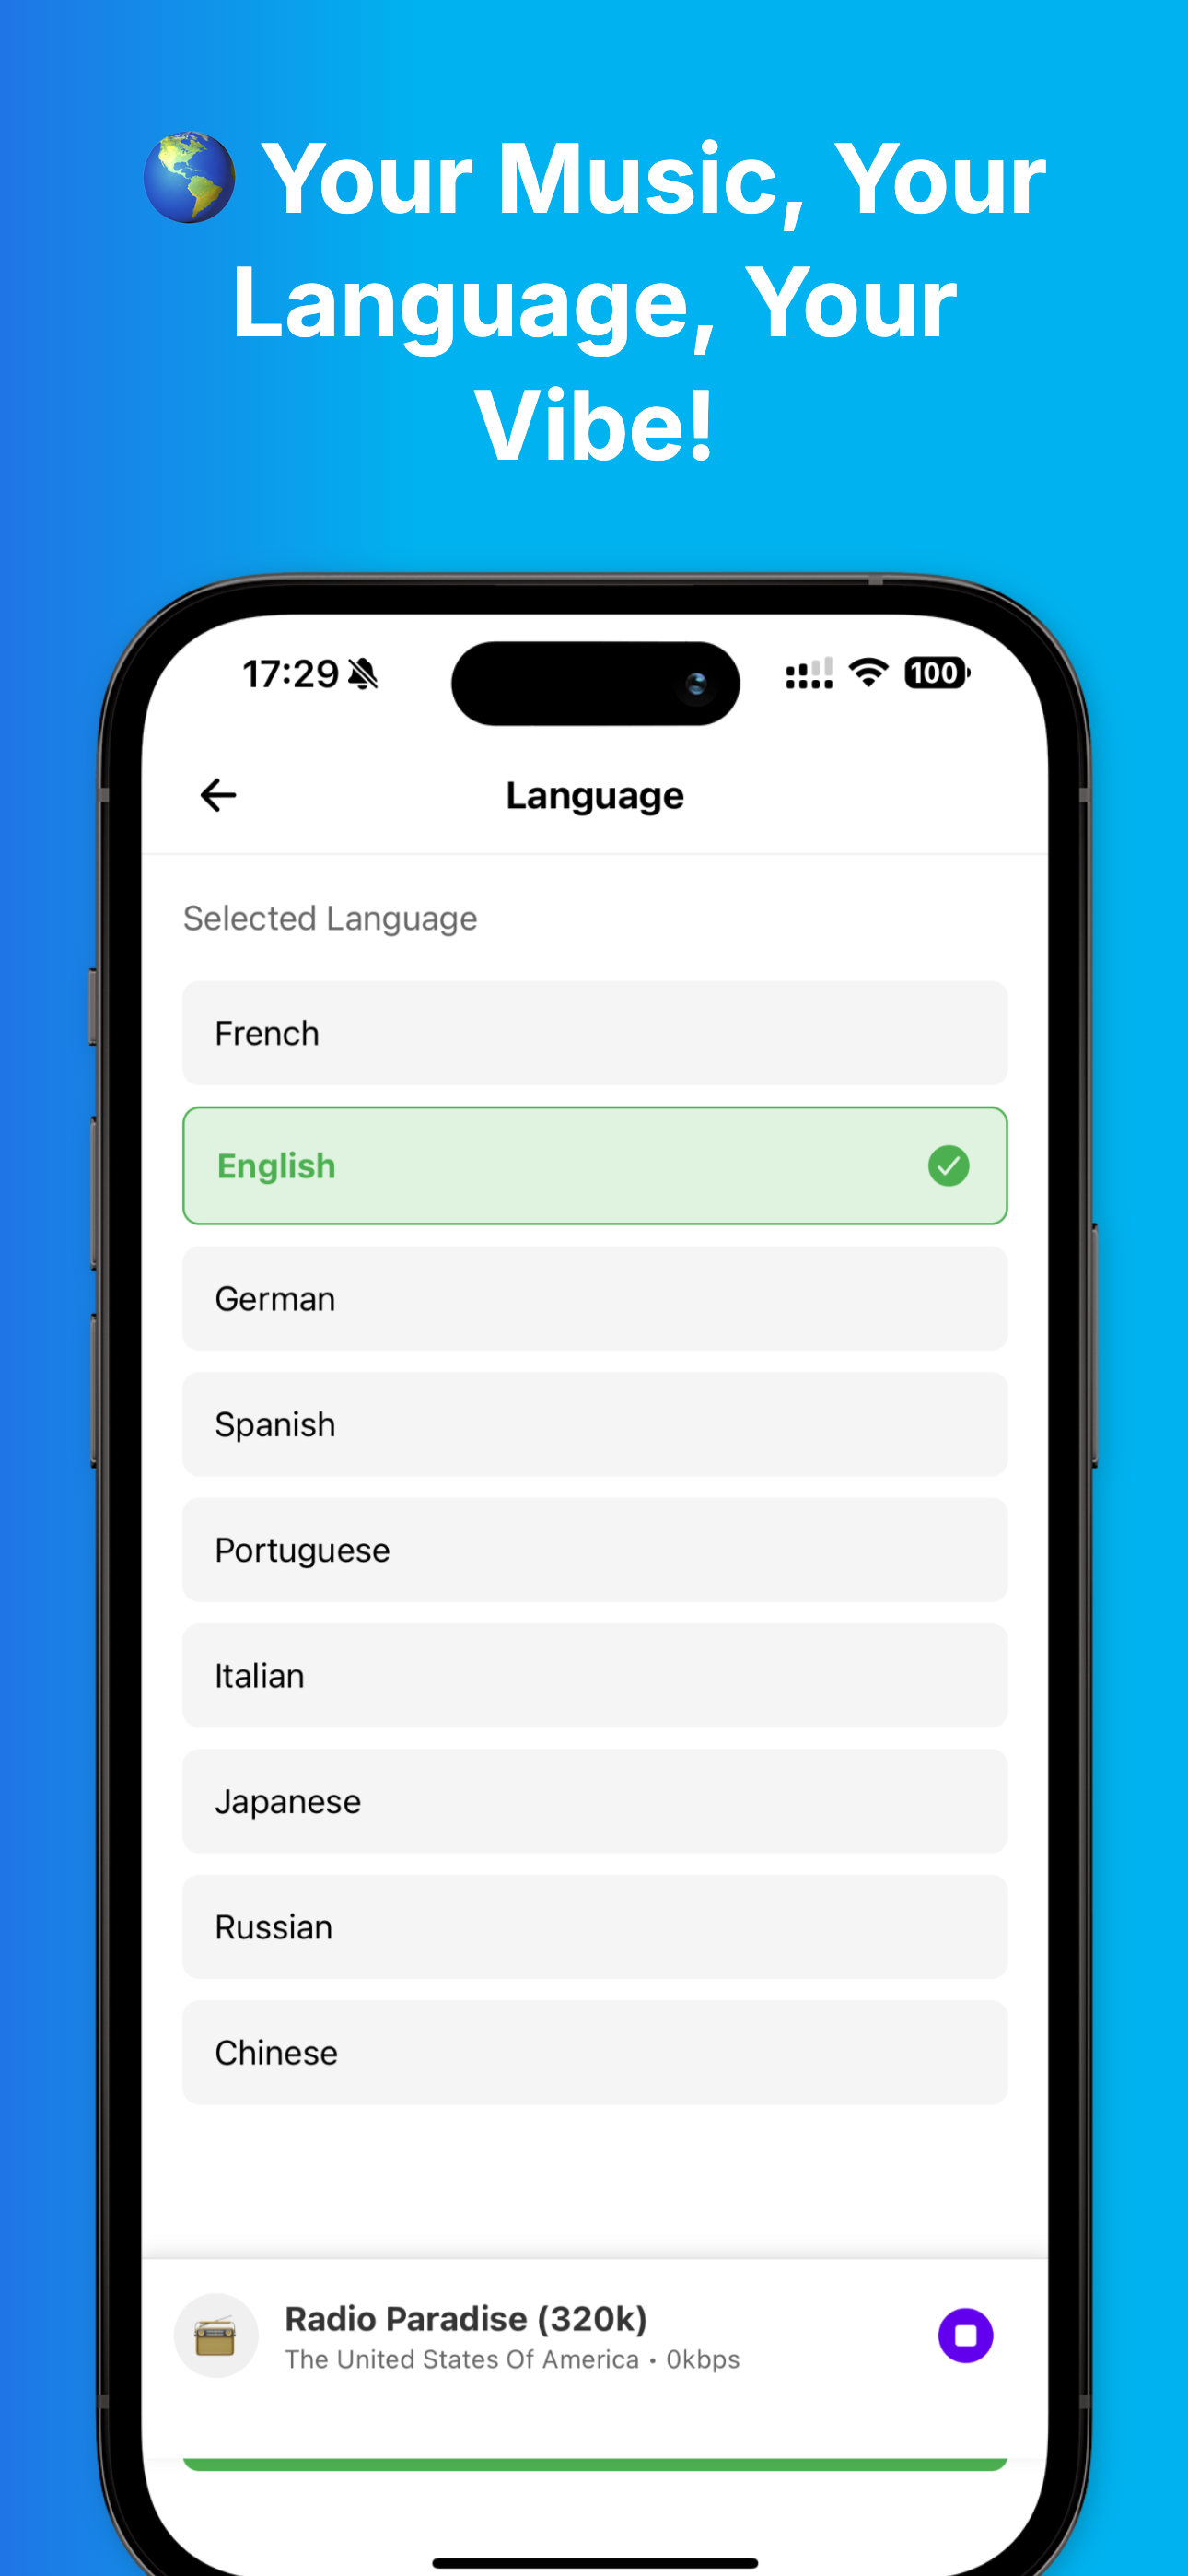 🌎 Your Music, Your
Language, Your
Vibe!
17:29
100
Language
Selected Language
French
English
German
Spanish
Portuguese
Italian
Japanese
Russian
Chinese
Radio Paradise (320k)
The United States Of America • 0kbps